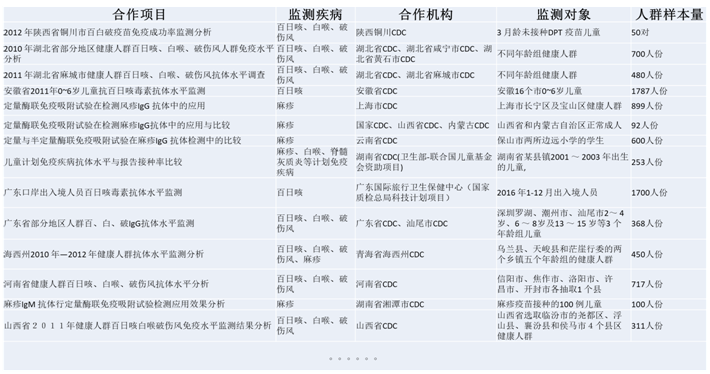 合作项目 监测疾病 合作机构 监测对象 人群样本量
2012 年陕西省铜川市百白破疫苗免疫成功率监测分析 百日咳、白喉、破伤风 陕西铜川CDC 3 月龄未接种DPT 疫苗儿童 50对
2010 年湖北省部分地区健康人群百日咳、白喉、破伤风人群免疫水平分析 百日咳、白喉、破伤风 湖北省CDC、湖北省咸宁市CDC、湖北省黄石市CDC 不同年龄组健康人群 700人份
2011 年湖北省麻城市健康人群百日咳、白喉、破伤风抗体水平调查 百日咳、白喉、破伤风 湖北省CDC、湖北省麻城市CDC 不同年龄组健康人群 480人份
安徽省2011年0~6岁儿童抗百日咳毒素抗体水平监测 百日咳 安徽省CDC 安徽16个市0~6岁儿童 1787人份
定量酶联免疫吸附试验在检测风疹IgG 抗体中的应用 麻疹 上海市CDC 上海市长宁区及宝山区健康人群 899人份
定量酶联免疫吸附试验在检测麻疹IgG抗体中的应用与比较 麻疹 国家CDC、山西省CDC、内蒙古CDC 山西省和内蒙古自治区正常成人 92人份
定量与半定量酶联免疫吸附试验在麻疹IgG 抗体检测中的比较 麻疹 云南省CDC 保山市两所边远小学的学生 600人份
儿童计划免疫疾病抗体水平与报告接种率比较 麻疹、白喉、脊髓灰质炎等计划免疫疾病 湖南省CDC(卫生部-联合国儿童基金会资助项目) 湖南省某县镇2001 ~ 2003 年出生的儿童, 253人份
广东口岸出入境人员百日咳毒素抗体水平监测 百日咳 广东国际旅行卫生保健中心（国家质检总局科技计划项目） 2016 年1-12 月出入境人员 1700人份
广东省部分地区人群百、白、破IgG抗体水平监测 百日咳、白喉、破伤风 广东省CDC、汕尾市CDC 深圳罗湖、潮州市、汕尾市2~ 4岁、6 ~ 8岁及13 ~ 15 岁等3 个年龄组儿童 368人份
海西州2010 年—2012 年健康人群抗体水平监测分析 百日咳、白喉、破伤风、麻疹 青海省海西州CDC 乌兰县、天峻县和茫崖行委的两个乡镇五个年龄组的健康人群 450人份
河南省健康人群百日咳、白喉、破伤风抗体水平分析 百日咳、白喉、破伤风 河南省CDC 信阳市、焦作市、洛阳市、许昌市、开封市各抽取1 个县 717人份
麻疹IgM 抗体行定量酶联免疫吸附试验检测应用效果分析 麻疹 湖南省湘潭市CDC 麻疹疫苗接种的100 例儿童 100人份
山西省２０１１年健康人群百日咳白喉破伤风免疫水平监测结果分析 百日咳、白喉、破伤风 山西省CDC 山西省选取临汾市的尧都区、浮山县、襄汾县和侯马市４个县区健康人群 311人份
。。。。。。